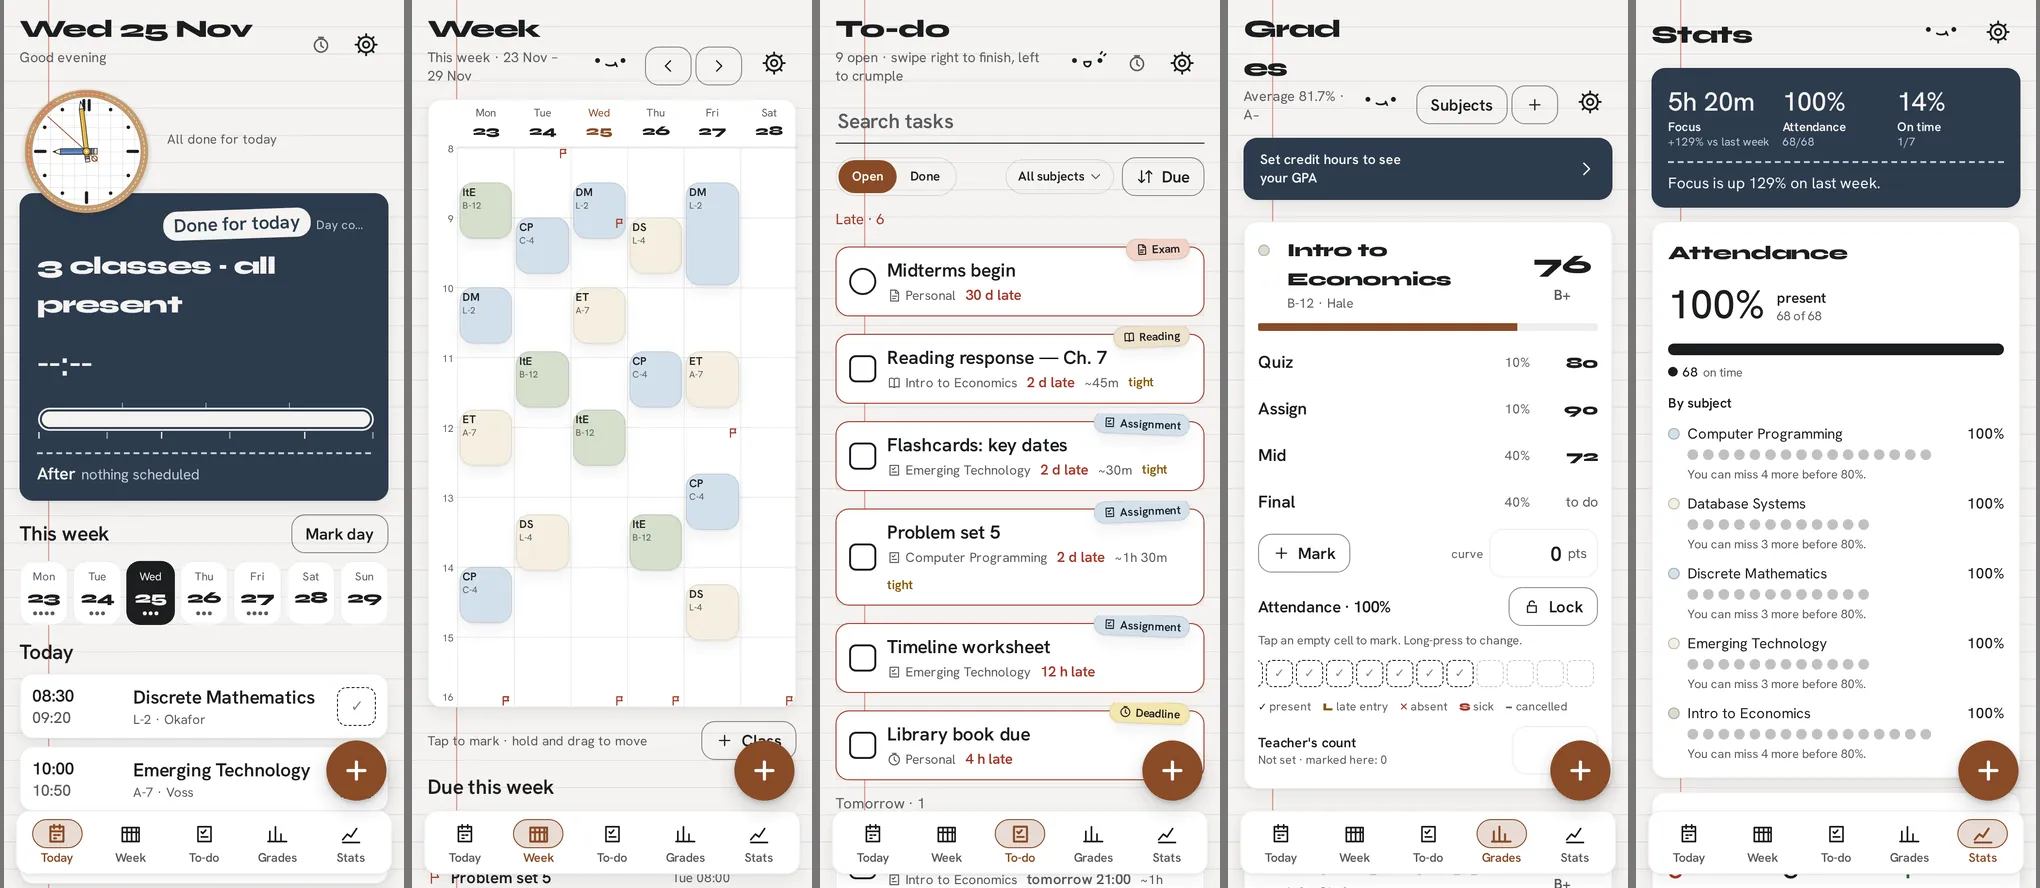 Wed 25 Nov
Good evening
All done for today
Done for today
Day co...
3 classes · all
present
--:--
After nothing scheduled
This week
Mark day
Mon Tue Wed Thu Fri Sat Sun
23 24 25 26 27 28 29
Today
08:30 Discrete Mathematics
09:20 L-2 · Okafor
10:00 Emerging Technology
10:50 A-7 · Voss
Today Week To-do Grades Stats
Week
This week · 23 Nov –
29 Nov
Mon Tue Wed Thu Fri Sat
23 24 25 26 27 28
8
ItE DM DM
B-12 L-2 L-2
9
CP DS
C-4 L-4
10
DM ET
L-2 A-7
11
ItE CP ET
B-12 C-4 A-7
12
ET ItE
A-7 B-12
CP
C-4
13
DS ItE
L-4 B-12
14
CP
C-4
DS
L-4
15
16
Tap to mark · hold and drag to move
+ Class
Due this week
Today Week To-do Grades Stats
Problem set 5 Tue 08:00
To-do
9 open · swipe right to finish, left
to crumple
Search tasks
Open Done All subjects Due
Late · 6
Exam
Midterms begin
Personal 30 d late
Reading
Reading response — Ch. 7
Intro to Economics 2 d late ~45m tight
Assignment
Flashcards: key dates
Emerging Technology 2 d late ~30m tight
Assignment
Problem set 5
Computer Programming 2 d late ~1h 30m
tight
Assignment
Timeline worksheet
Emerging Technology 12 h late
Deadline
Library book due
Personal 4 h late
Tomorrow · 1
Today Week To-do Grades Stats
Intro to Economics tomorrow 21:00 ~1h
Grad
es
Average 81.7% ·
A-
Subjects
+
Set credit hours to see
your GPA
Intro to
Economics
76
B-12 · Hale
B+
Quiz 10% 80
Assign 10% 90
Mid 40% 72
Final 40% to do
+ Mark
curve 0 pts
Attendance · 100%
Lock
Tap an empty cell to mark. Long-press to change.
✓ present L late entry × absent S sick – cancelled
Teacher's count
Not set · marked here: 0
Today Week To-do Grades Stats
B+
Stats
5h 20m 100% 14%
Focus Attendance On time
+129% vs last week 68/68 1/7
Focus is up 129% on last week.
Attendance
100% present
68 of 68
68 on time
By subject
Computer Programming 100%
You can miss 4 more before 80%.
Database Systems 100%
You can miss 3 more before 80%.
Discrete Mathematics 100%
You can miss 3 more before 80%.
Emerging Technology 100%
You can miss 3 more before 80%.
Intro to Economics 100%
You can miss 4 more before 80%.
Today Week To-do Grades Stats